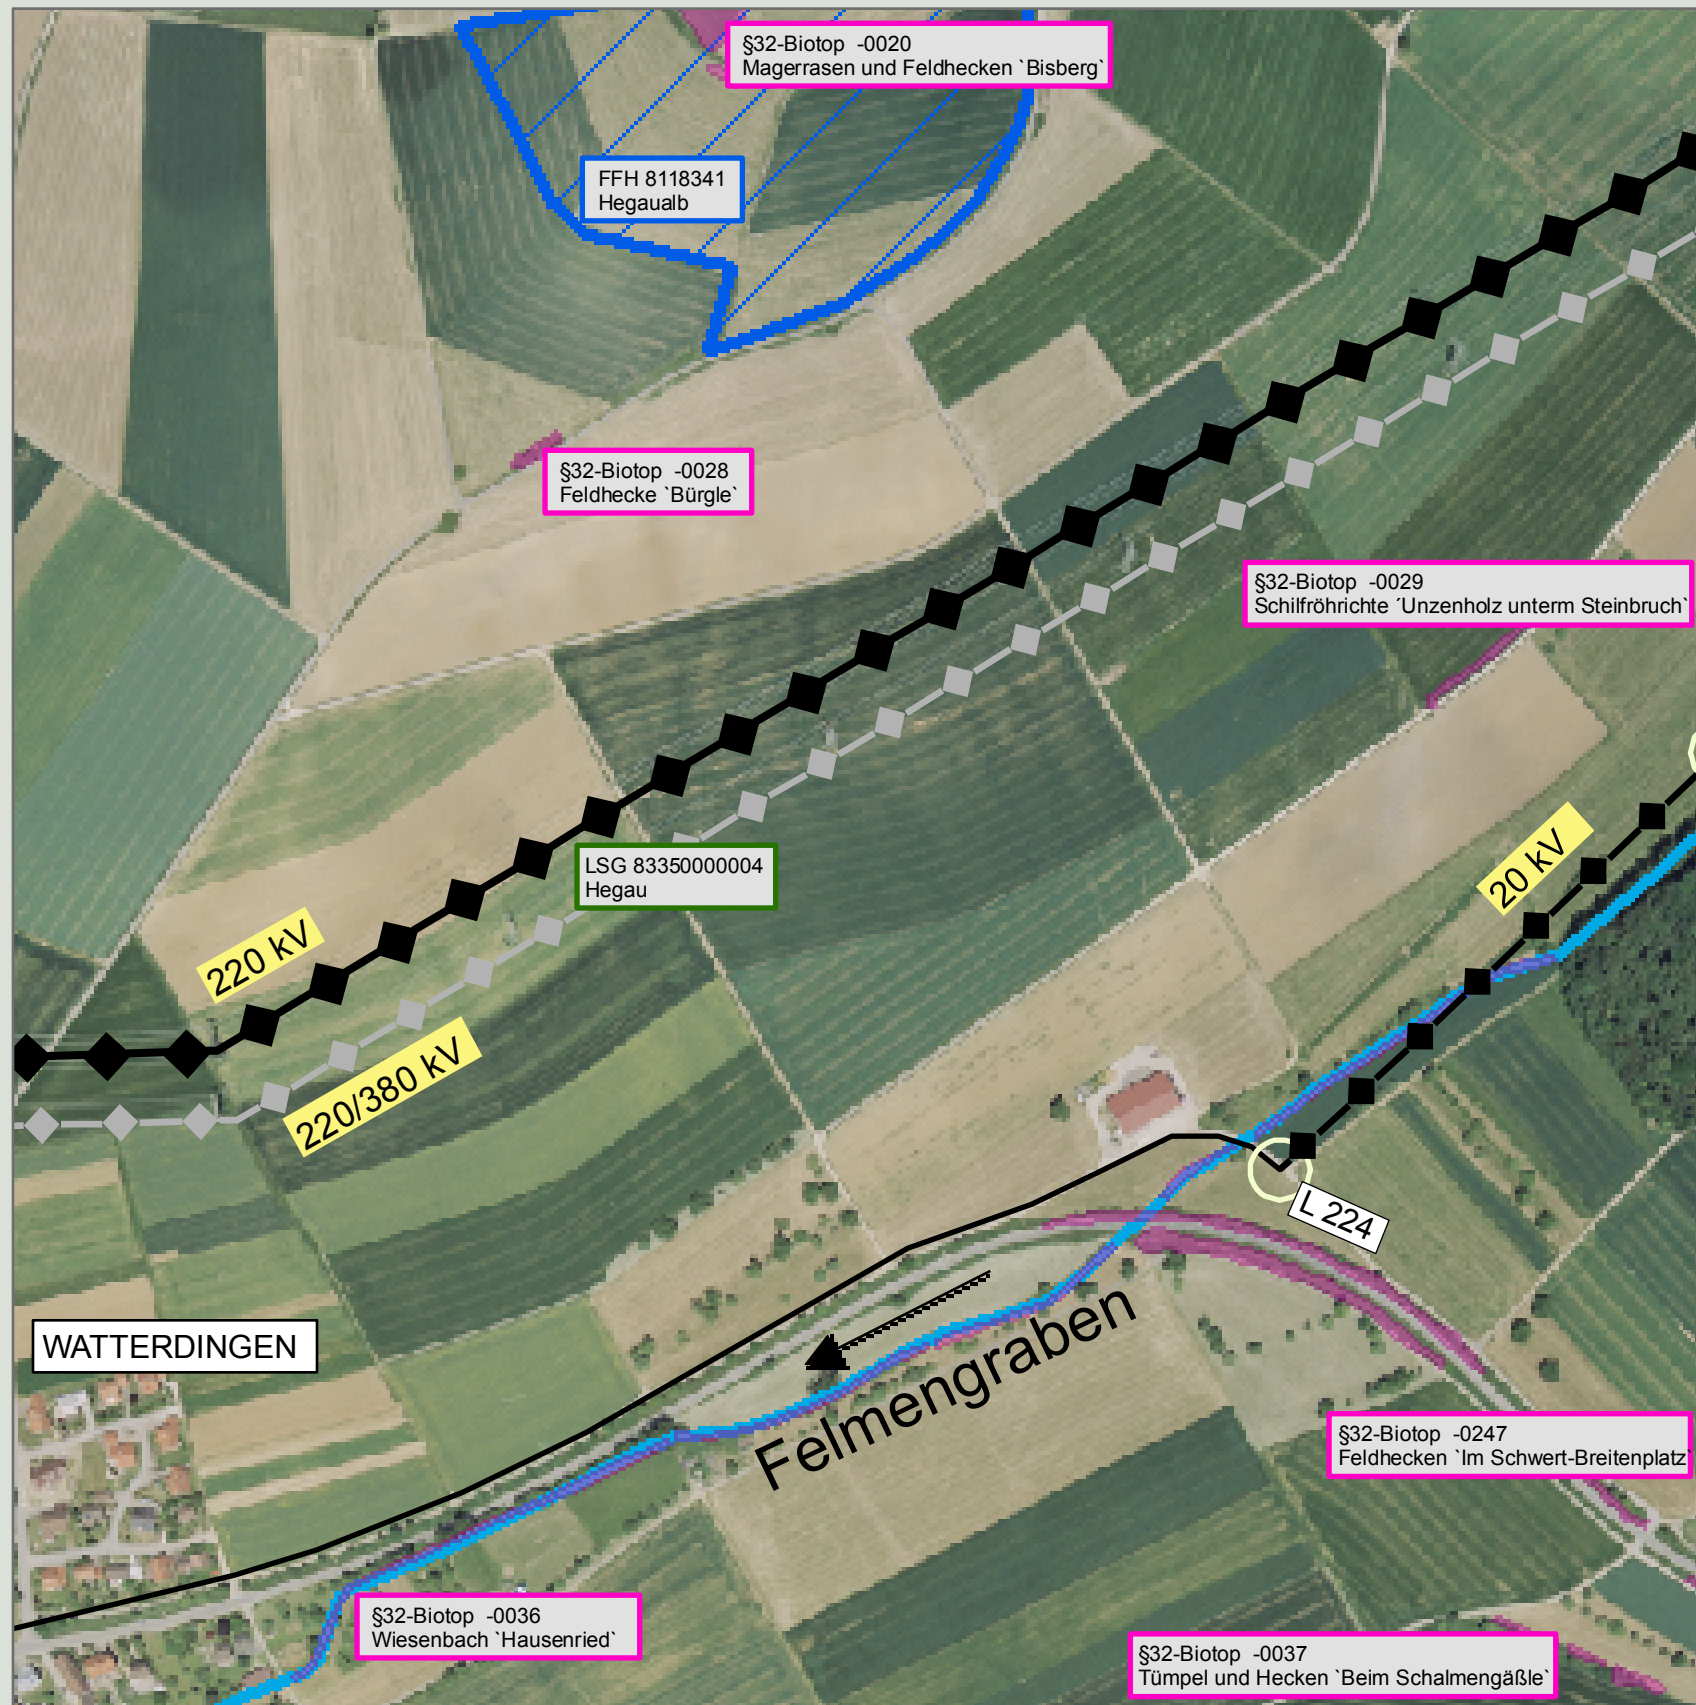 §32-Biotop -0020
Magerrasen und Feldhecken `Bisberg`
FFH 8118341
Hegaualb
§32-Biotop -0028
Feldhecke `Bürgle`
§32-Biotop -0029
Schilfröhrichte ´Unzenholz unterm Steinbruch`
20 kV
LSG 83350000004
Hegau
220 kV
220/380 kV
L 224
Felmengraben
WATTERDINGEN
§32-Biotop -0247
Feldhecken `Im Schwert-Breitenplatz`
§32-Biotop -0036
Wiesenbach `Hausenried`
§32-Biotop -0037
Tümpel und Hecken `Beim Schalmengäßle`